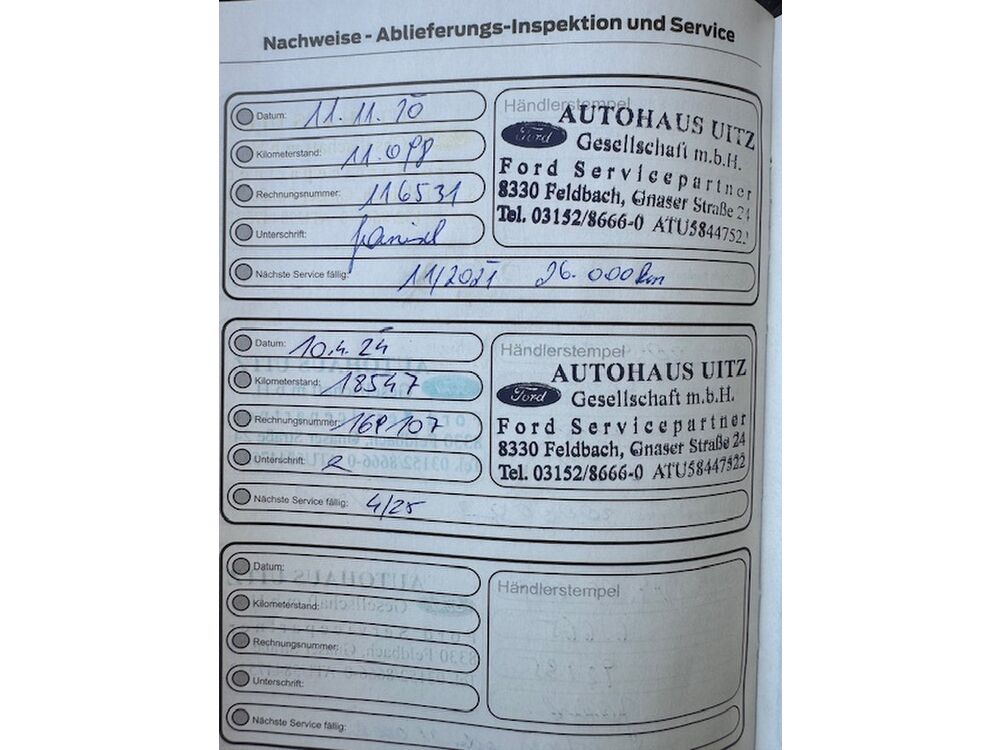 Nachweise - Ablieferungs-Inspektion und Service
Datum: 11.11.20
Kilometerstand: 11.098
Rechnungsnummer: 116531
Unterschrift:
Nächste Service fällig: 11/2021 26.000km
Händlerstempel
AUTOHAUS UITZ
Ford Gesellschaft m.b.H.
Ford Servicepartner
8330 Feldbach, Gnaser Straße 24
Tel. 03152/8666-0 ATU5844752
Datum: 10.4.24
Kilometerstand: 18547
Rechnungsnummer: 169107
Unterschrift:
Nächste Service fällig: 4/25
Händlerstempel
AUTOHAUS UITZ
Ford Gesellschaft m.b.H.
Ford Servicepartner
8330 Feldbach, Gnaser Straße 24
Tel. 03152/8666-0 ATU58447522
Datum:
Kilometerstand:
Rechnungsnummer:
Unterschrift:
Nächste Service fällig:
Händlerstempel